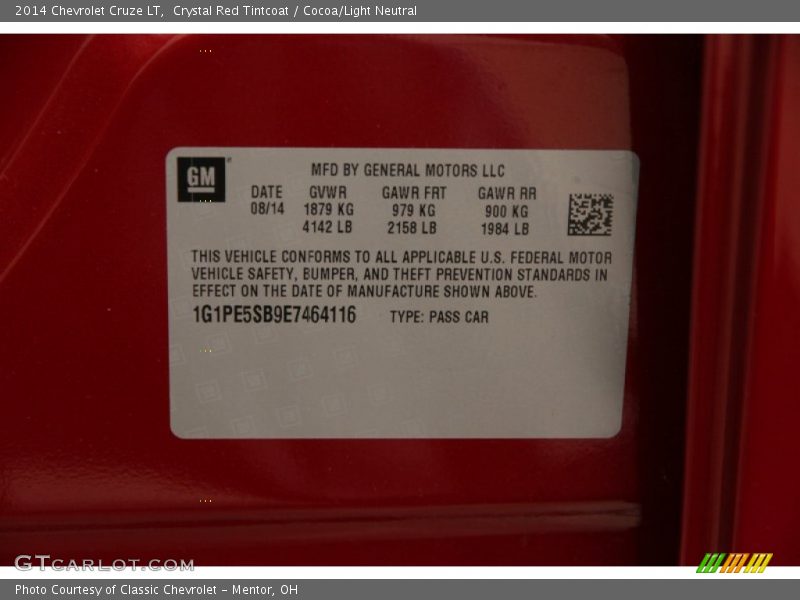 2014 Chevrolet Cruze LT,  Crystal Red Tintcoat / Cocoa/Light Neutral
GM
MFD BY GENERAL MOTORS LLC
DATE GVWR GAWR FRT GAWR RR
08/14 1879 KG 979 KG 900 KG
4142 LB 2158 LB 1984 LB
THIS VEHICLE CONFORMS TO ALL APPLICABLE U.S. FEDERAL MOTOR
VEHICLE SAFETY, BUMPER, AND THEFT PREVENTION STANDARDS IN
EFFECT ON THE DATE OF MANUFACTURE SHOWN ABOVE.
1G1PE5SB9E7464116 TYPE: PASS CAR
GTCARLOT.COM
Photo Courtesy of Classic Chevrolet - Mentor, OH